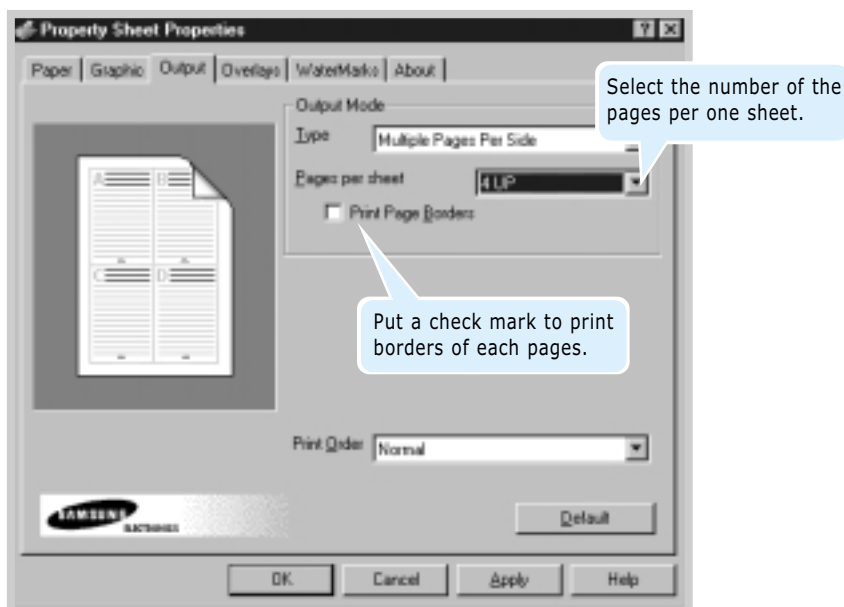 Property Sheet Properties
Paper Graphic Output Overlays WaterMarks About
Select the number of the
pages per one sheet.
Output Mode
Type Multiple Pages Per Side
Pages per sheet 4 UP
Print Page Borders
A B
C D
Put a check mark to print
borders of each pages.
Print Order Normal
SAMSUNG
ELECTRONICS
Default
OK Cancel Apply Help